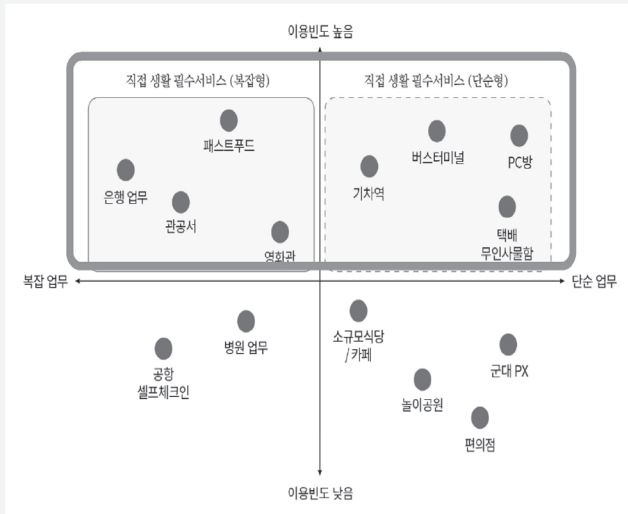 이용빈도 높음
직접 생활 필수서비스 (복잡형)
직접 생활 필수서비스 (단순형)
패스트푸드
버스터미널
PC방
은행 업무
기차역
관공서
택배
무인사물함
영화관
복잡 업무
단순 업무
소규모식당
/ 카페
병원 업무
군대 PX
공항
셀프체크인
놀이공원
편의점
이용빈도 낮음